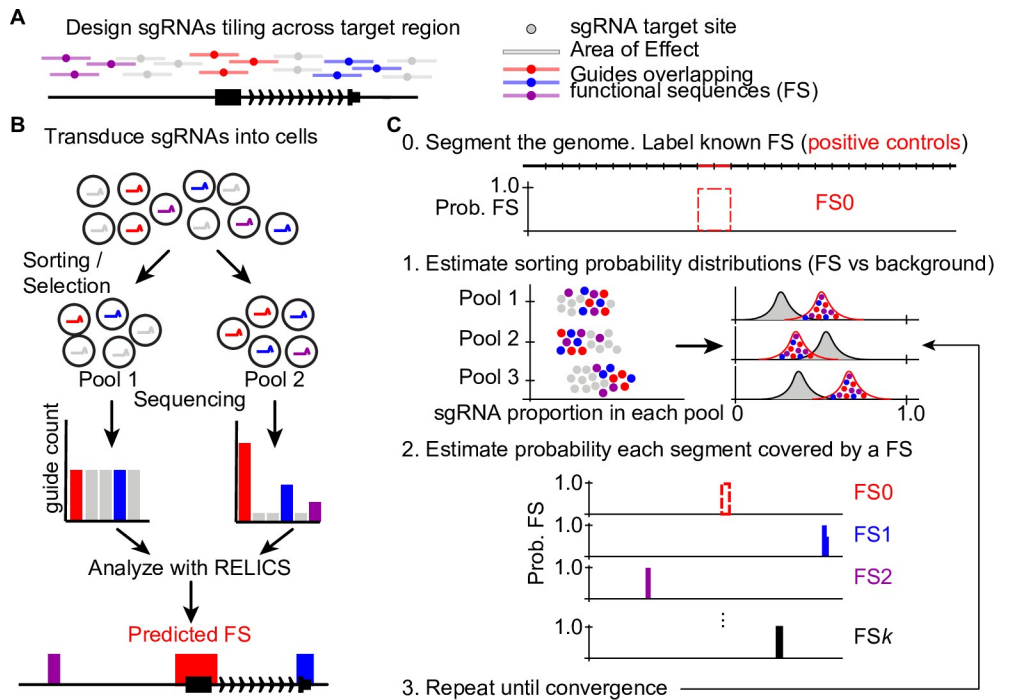 A
Design sgRNAs tiling across target region
sgRNA target site
Area of Effect
Guides overlapping
functional sequences (FS)
B
Transduce sgRNAs into cells
Sorting /
Selection
Pool 1
Pool 2
Sequencing
guide count
Analyze with RELICS
Predicted FS
C
0. Segment the genome. Label known FS (positive controls)
1.0
Prob. FS
FS0
1. Estimate sorting probability distributions (FS vs background)
Pool 1
Pool 2
Pool 3
sgRNA proportion in each pool
0
1.0
2. Estimate probability each segment covered by a FS
Prob. FS
1.0
FS0
1.0
FS1
1.0
FS2
⋮
1.0
FSk
3. Repeat until convergence